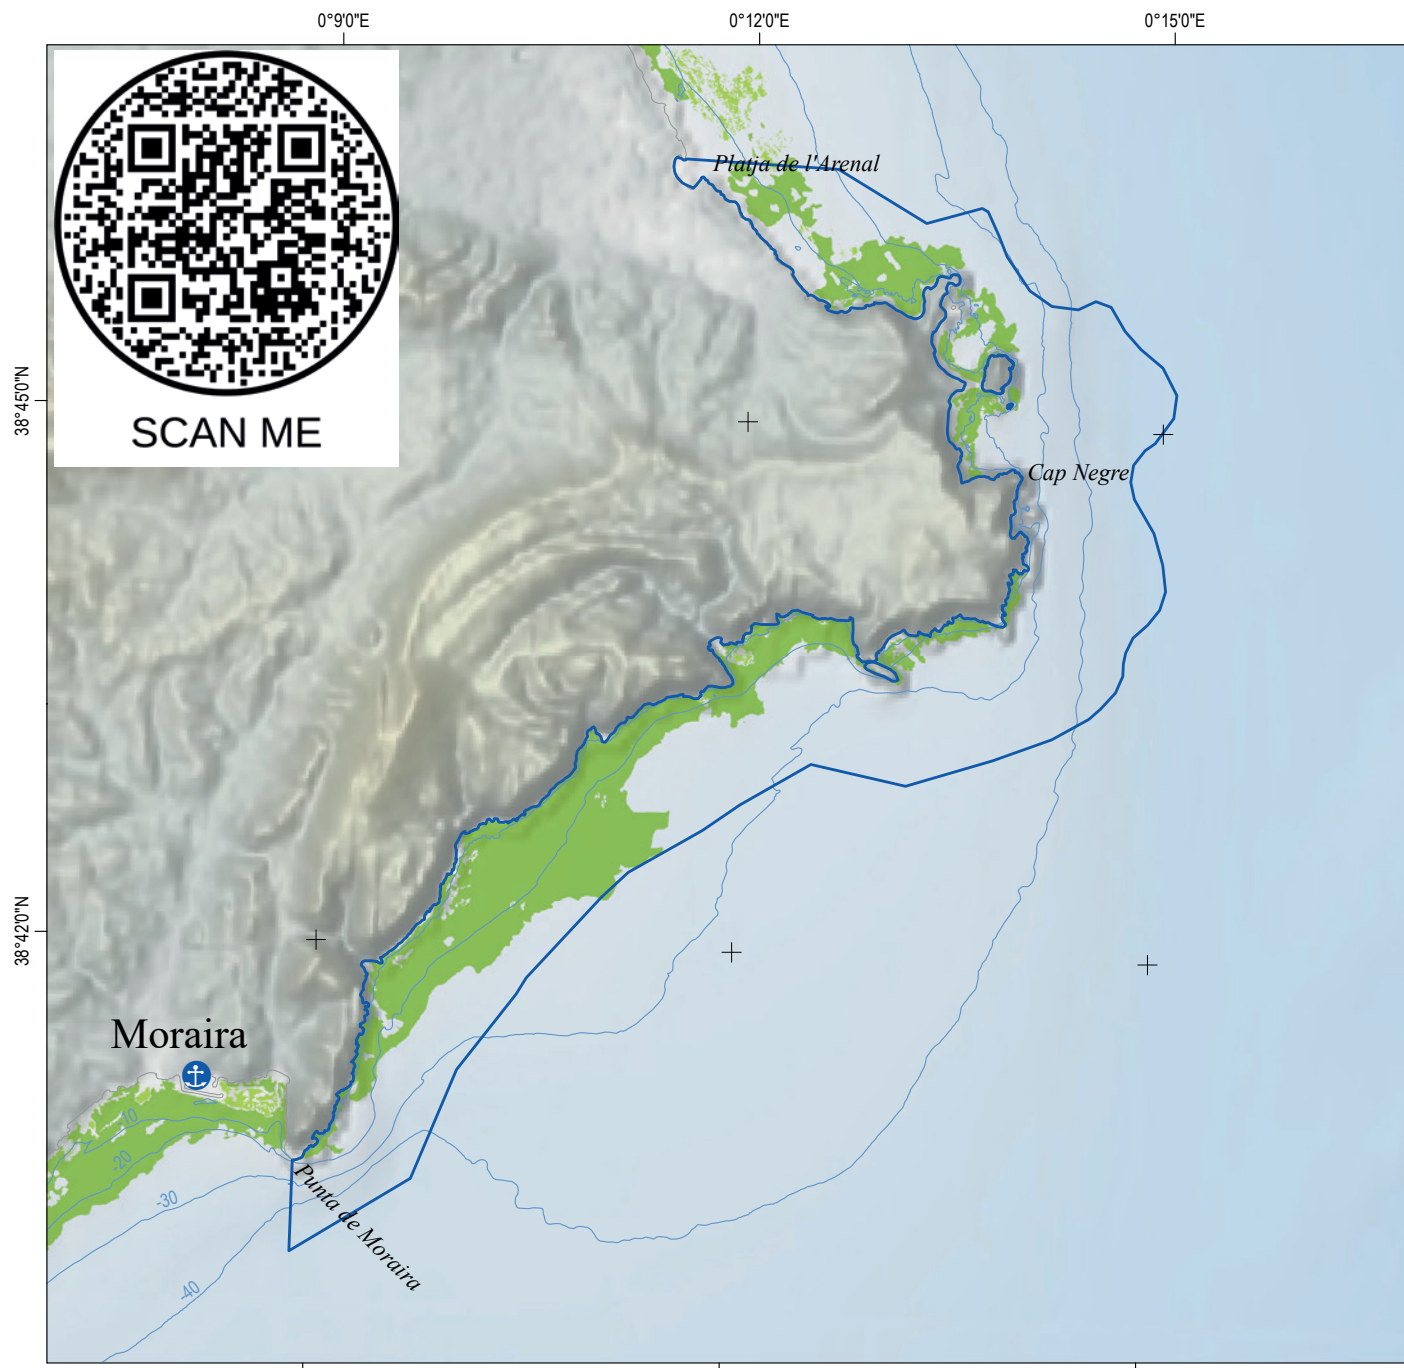 0°9'0"E
0°12'0"E
0°15'0"E
SCAN ME
Platja de l'Arenal
38°45'0"N
Cap Negre
38°42'0"N
Moraira
-10
-20
-30
-40
Punta de Moraira